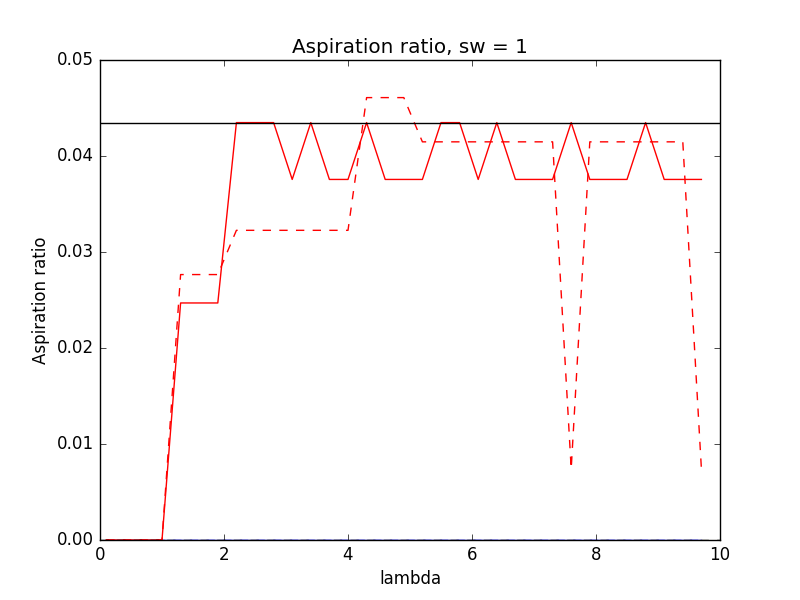 Aspiration ratio, sw = 1
0.05
0.04
0.03
0.02
0.01
0.00
Aspiration ratio
0 2 4 6 8 10
lambda